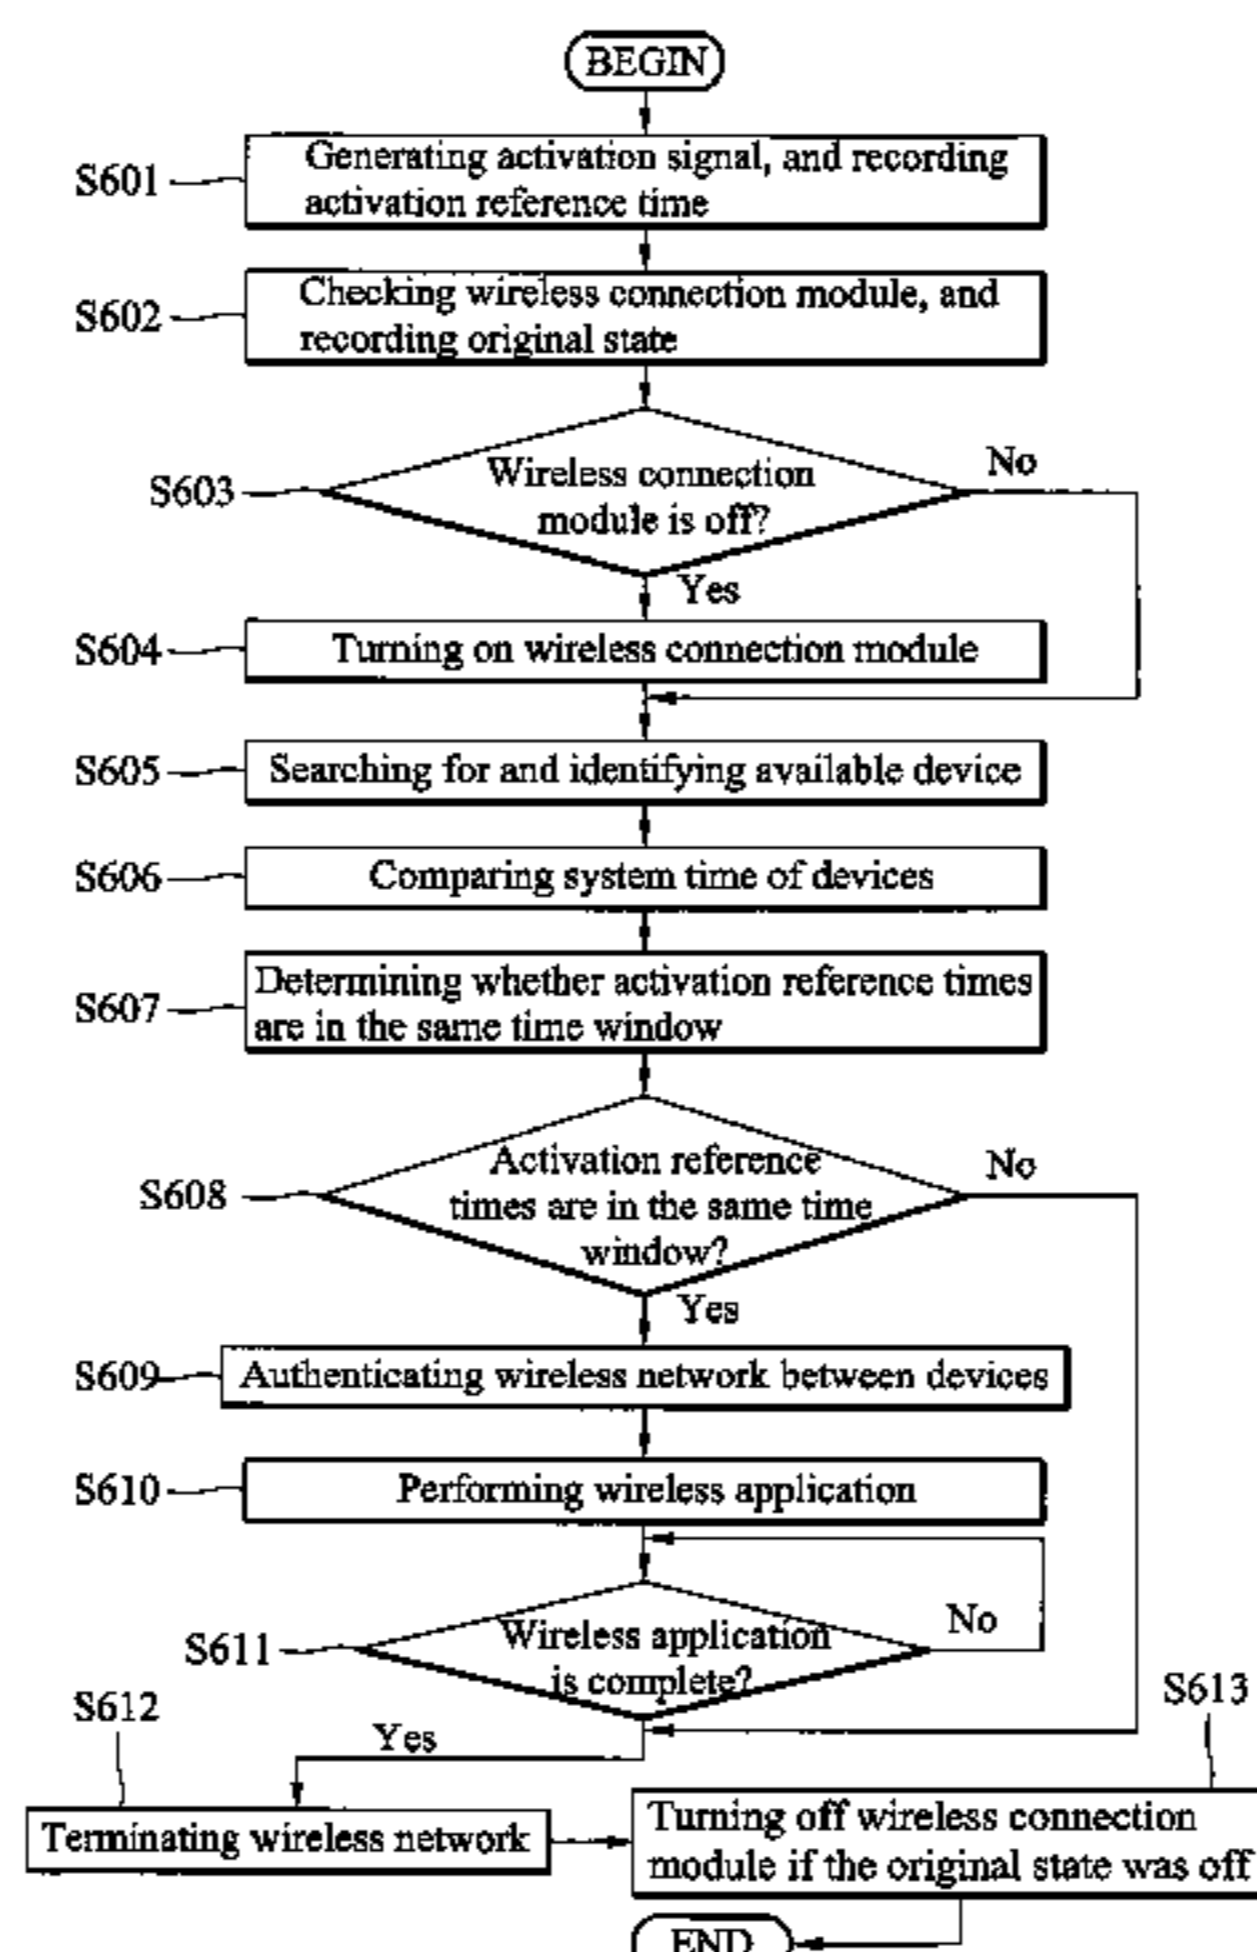 BEGIN
S601
Generating activation signal, and recording
activation reference time
S602
Checking wireless connection module, and
recording original state
S603
Wireless connection
module is off?
No
Yes
S604
Turning on wireless connection module
S605
Searching for and identifying available device
S606
Comparing system time of devices
S607
Determining whether activation reference times
are in the same time window
S608
Activation reference
times are in the same time
window?
No
Yes
S609
Authenticating wireless network between devices
S610
Performing wireless application
S611
Wireless application
is complete?
No
Yes
S612
Terminating wireless network
S613
Turning off wireless connection
module if the original state was off
END